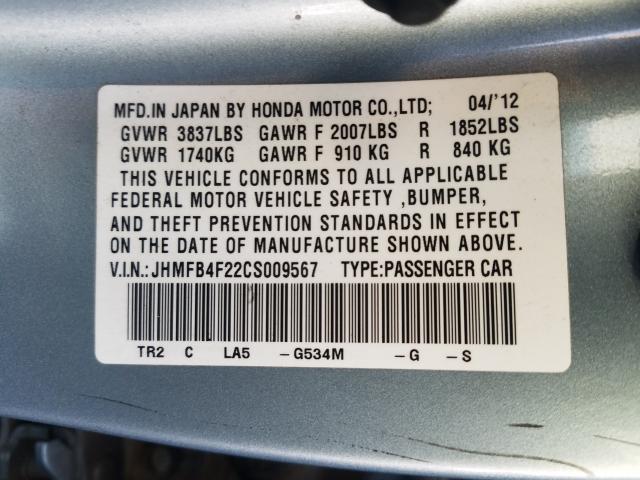 MFD.IN JAPAN BY HONDA MOTOR CO.,LTD; 04/'12
GVWR 3837LBS GAWR F 2007LBS R 1852LBS
GVWR 1740KG GAWR F 910 KG R 840 KG
THIS VEHICLE CONFORMS TO ALL APPLICABLE
FEDERAL MOTOR VEHICLE SAFETY ,BUMPER,
AND THEFT PREVENTION STANDARDS IN EFFECT
ON THE DATE OF MANUFACTURE SHOWN ABOVE.
V.I.N.:JHMFB4F22CS009567 TYPE:PASSENGER CAR
TR2 C LA5 -G534M -G -S